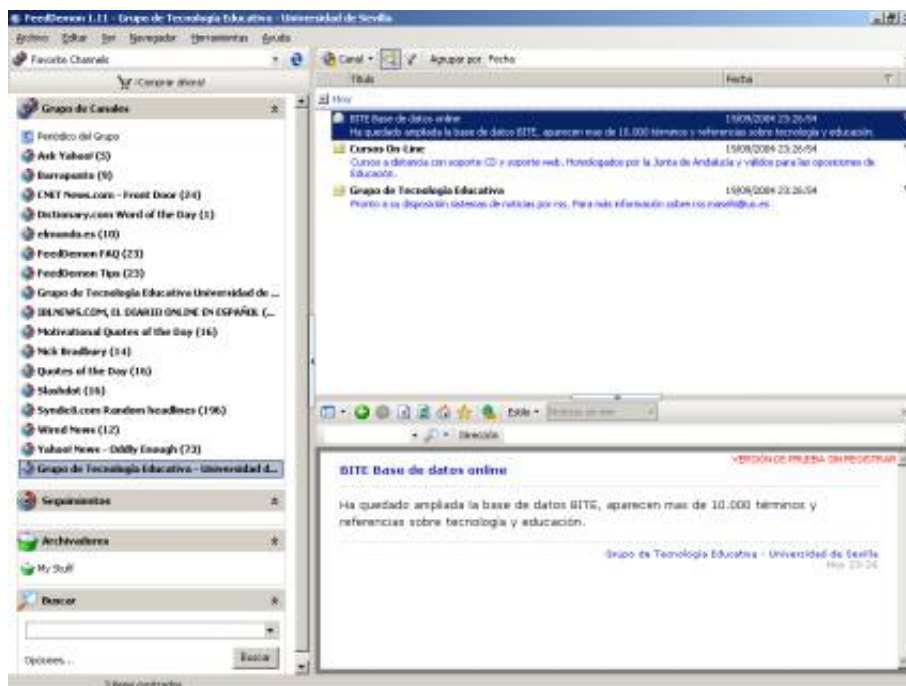 FeedDemon 1.11 - Grupo de Tecnología Educativa - Universidad de Sevilla
Archivo Editar Ver Navegador Herramientas Ayuda
Favorite Channels
Canal
Agrupar por Fecha
¡Comprar ahora!
Título Fecha
Grupo de Canales
Periódico del Grupo
Ask Yahoo! (5)
Barrapunto (9)
CNET News.com - Front Door (24)
Dictionary.com Word of the Day (1)
elmundo.es (10)
FeedDemon FAQ (23)
FeedDemon Tips (23)
Grupo de Tecnología Educativa Universidad de ...
IBLNEWS.COM, EL DIARIO ONLINE EN ESPAÑOL (...
Motivational Quotes of the Day (16)
Nick Bradbury (14)
Quotes of the Day (16)
Slashdot (16)
Syndic8.com Random headlines (196)
Wired News (12)
Yahoo! News - Oddly Enough (73)
Grupo de Tecnología Educativa - Universidad d...
Seguimientos
Archivadores
My Stuff
Buscar
Opciones...
Buscar
Hoy
BITE Base de datos online 19/09/2004 23:26:54
Ha quedado ampliada la base de datos BITE, aparecen mas de 10.000 términos y referencias sobre tecnología y educación.
Cursos On-Line 19/09/2004 23:26:54
Cursos a distancia con soporte CD y soporte web. Homologados por la Junta de Andalucía y válidos para las oposiciones de
Educación.
Grupo de Tecnología Educativa 19/09/2004 23:26:54
Pronto a su disposición sistemas de noticias por rss. Para más información sobre rss
Estilo
Dirección
VERSIÓN DE PRUEBA SIN REGISTRAR
BITE Base de datos online
Ha quedado ampliada la base de datos BITE, aparecen mas de 10.000 términos y
referencias sobre tecnología y educación.
Grupo de Tecnología Educativa - Universidad de Sevilla
Hoy 23:26